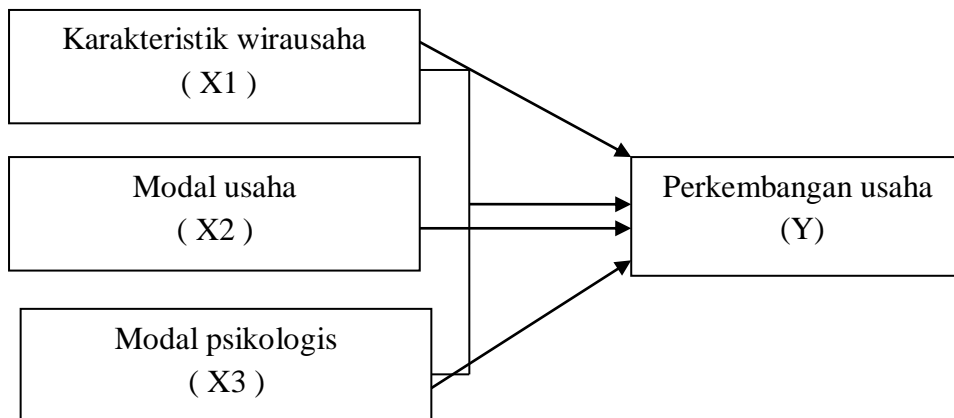 Karakteristik wirausaha
( X1 )
Modal usaha
( X2 )
Modal psikologis
( X3 )
Perkembangan usaha
(Y)